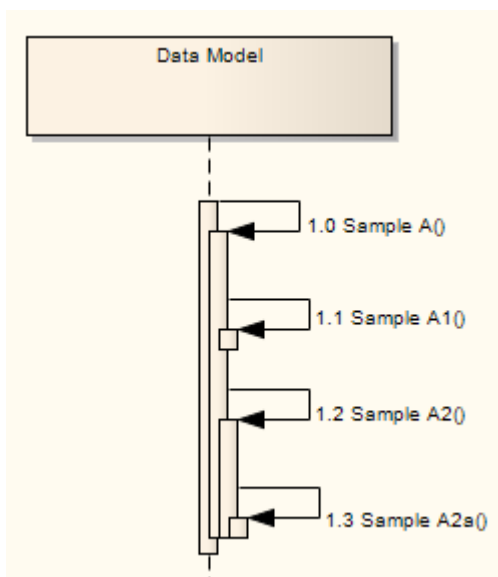 Data Model
1.0 Sample A()
1.1 Sample A1()
1.2 Sample A2()
1.3 Sample A2a()